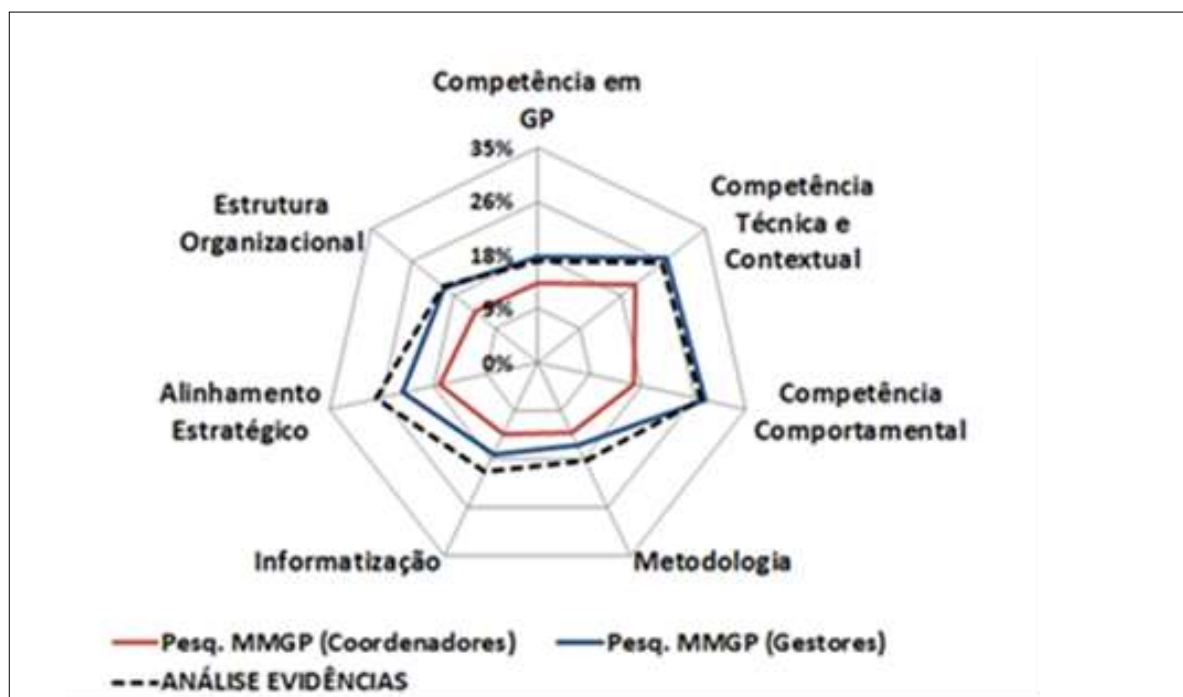 Competência em
GP
35%
26%
18%
9%
0%
Competência
Técnica e
Contextual
Competência
Comportamental
Metodologia
Informatização
Alinhamento
Estratégico
Estrutura
Organizacional
Pesq. MMGP (Coordenadores)
Pesq. MMGP (Gestores)
ANÁLISE EVIDÊNCIAS